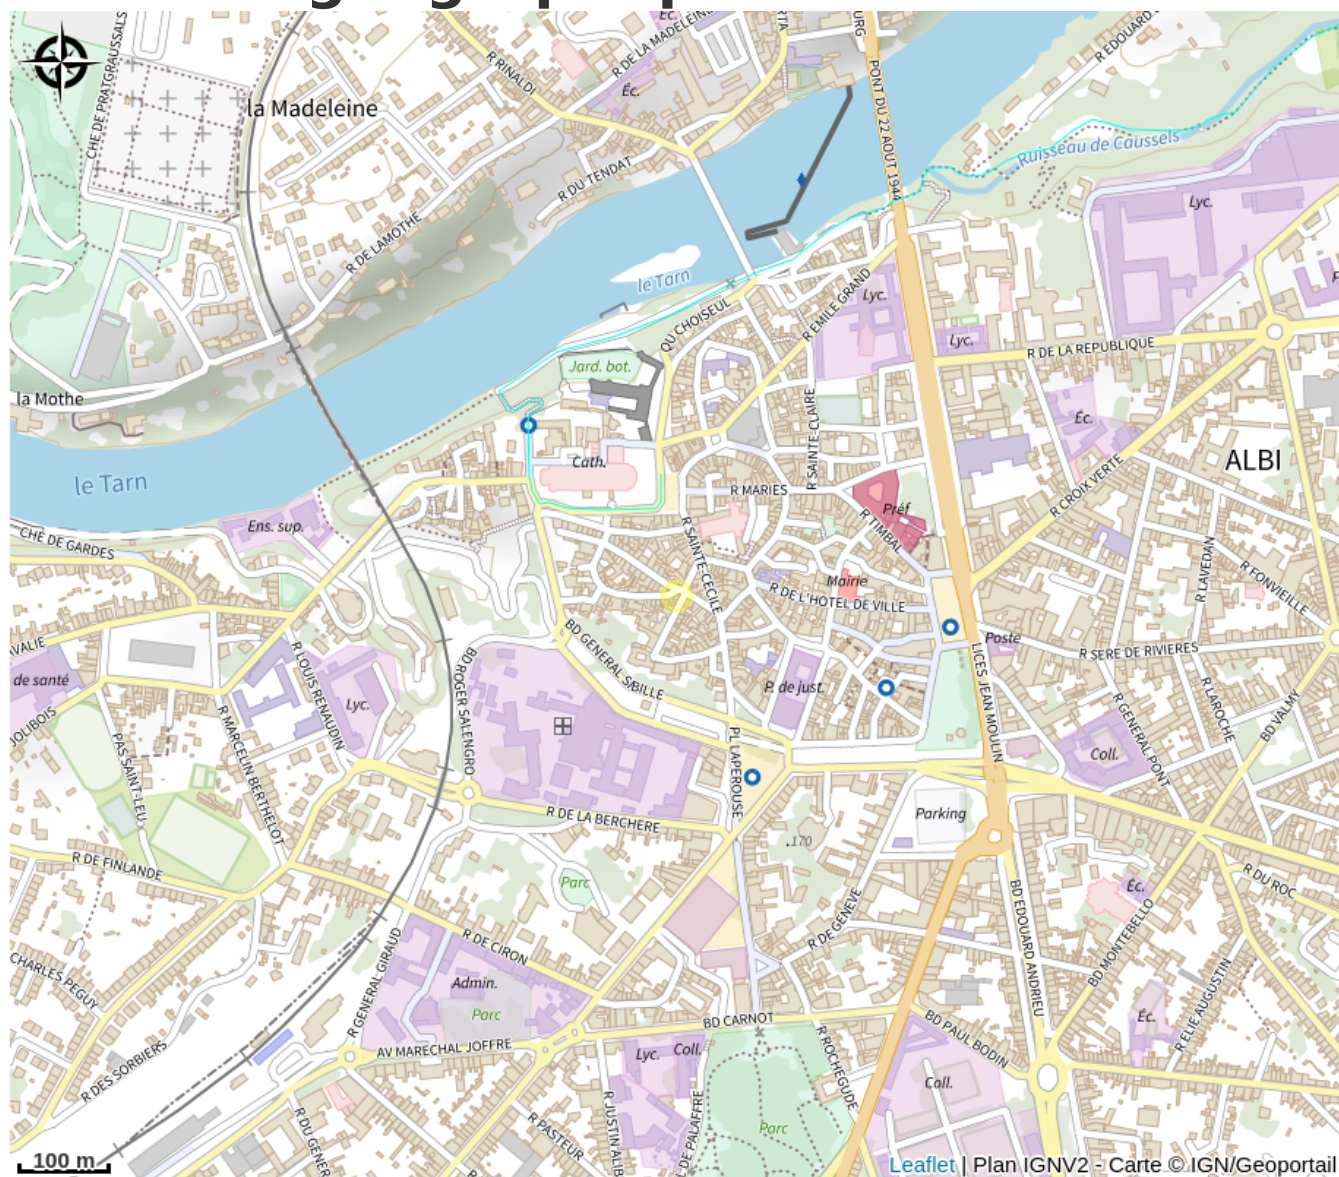 CHE DE PRATGRAUSSALS
la Madeleine
R RINALDI
R DE LA MADELEINE
Éc.
Éc.
R DU TENDAT
R DE LAMOTHE
PONT DU 22 AOUT 1944
R EDOUARD
Ruisseau de Caussels
Lyc.
le Tarn
QU CHOISEUL
R EMILE GRAND
Lyc.
Lyc.
R DE LA REPUBLIQUE
Jard. bot.
la Mothe
le Tarn
Cath.
R SAINTE-CLAIRE
R MARIES
Éc.
ALBI
R CROIX VERTE
Préf.
R TIMBAL
Ens. sup.
CHE DE GARDES
R SAINTE-CECILE
Mairie
R DE L'HOTEL DE VILLE
R LAVEDAN
R FONVIEILLE
Poste
R SERE DE RIVIERES
LICES JEAN MOULIN
BD GENERAL SIBILLE
BD ROGER SALENGRO
R LOUIS RENAUDIN
Lyc.
de santé
JOLIBOIS
R MARCELIN BERTHELOT
PAS SAINT-LEU
P. de just.
PL LAPEROUSE
R LAROCHE
R GENERAL PONT
BD VALMY
Coll.
R DE LA BERCHERE
Parking
.170
R DE FINLANDE
Parc
R DU ROC
Éc.
BD MONTEBELLO
R DE GENEVE
BD EDOUARD ANDRIEU
CHARLES PEGUY
R GENERAL GIRAUD
R DE CIRON
Admin.
Parc
Éc.
R ELIE AUGUSTIN
BD CARNOT
BD PAUL BODIN
R DES SORBIERS
AV MARECHAL JOFFRE
Lyc.
Coll.
R ROCHEGUDE
Coll.
R JUSTIN ALIB
DE PALAFFRE
Parc
R PASTEUR
R DU GENER
100 m
Leaflet | Plan IGNV2 - Carte © IGN/Geoportail